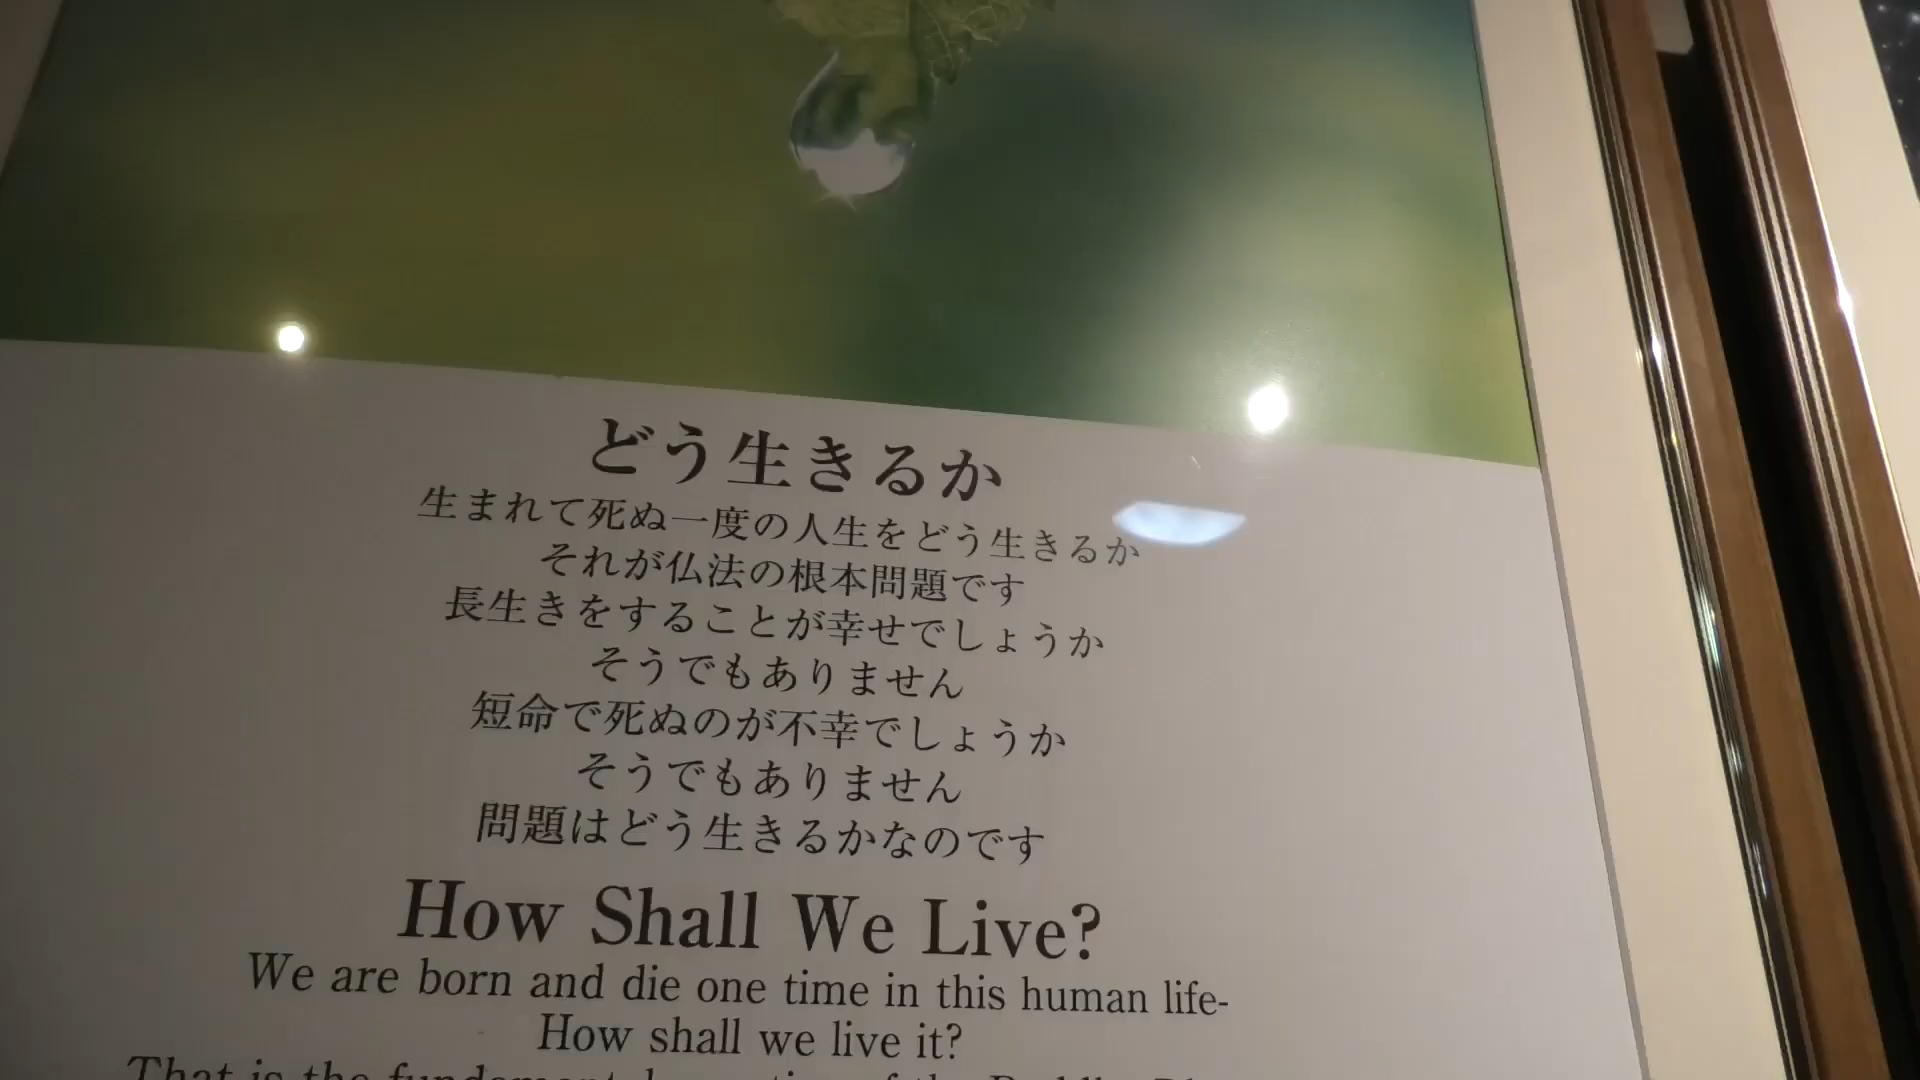 どう生きるか
生まれて死ぬ一度の人生をどう生きるか
それが仏法の根本問題です
長生きをすることが幸せでしょうか
そうでもありません
短命で死ぬのが不幸でしょうか
そうでもありません
問題はどう生きるかなのです
How Shall We Live?
We are born and die one time in this human life-
How shall we live it?
That is the